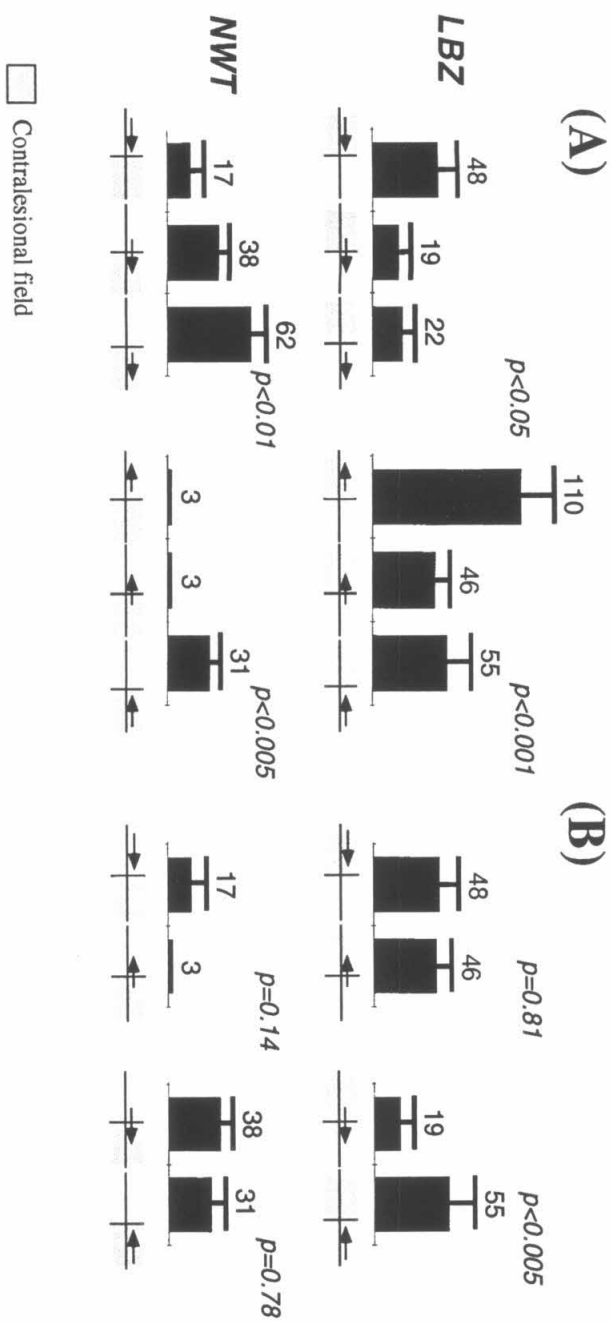 (A)
(B)
LBZ
48
19
22
p<0.05
110
46
55
p<0.001
48
46
p=0.81
19
55
p<0.005
NWT
17
38
62
p<0.01
3
3
31
p<0.005
17
3
p=0.14
38
31
p=0.78
Contralesional field